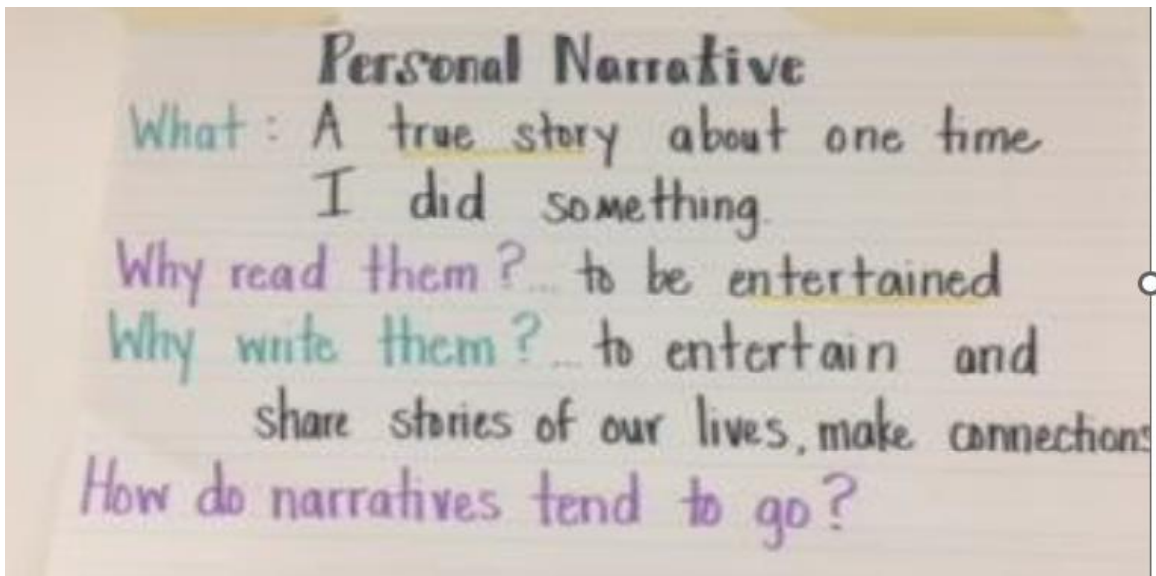 Personal Narrative
What: A true story about one time
I did something.
Why read them?... to be entertained
Why write them?... to entertain and
share stories of our lives, make connections
How do narratives tend to go?